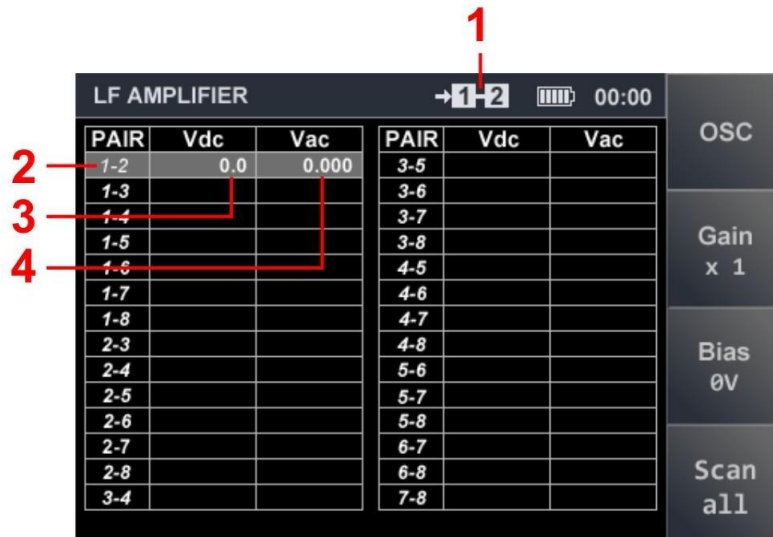 1
LF AMPLIFIER →1-2 00:00
PAIR Vdc Vac PAIR Vdc Vac
2 1-2 0.0 0.000 3-5
1-3 3-6
3 1-4 3-7
1-5 3-8
4 1-6 4-5
1-7 4-6
1-8 4-7
2-3 4-8
2-4 5-6
2-5 5-7
2-6 5-8
2-7 6-7
2-8 6-8
3-4 7-8
OSC
Gain
x 1
Bias
0V
Scan
all